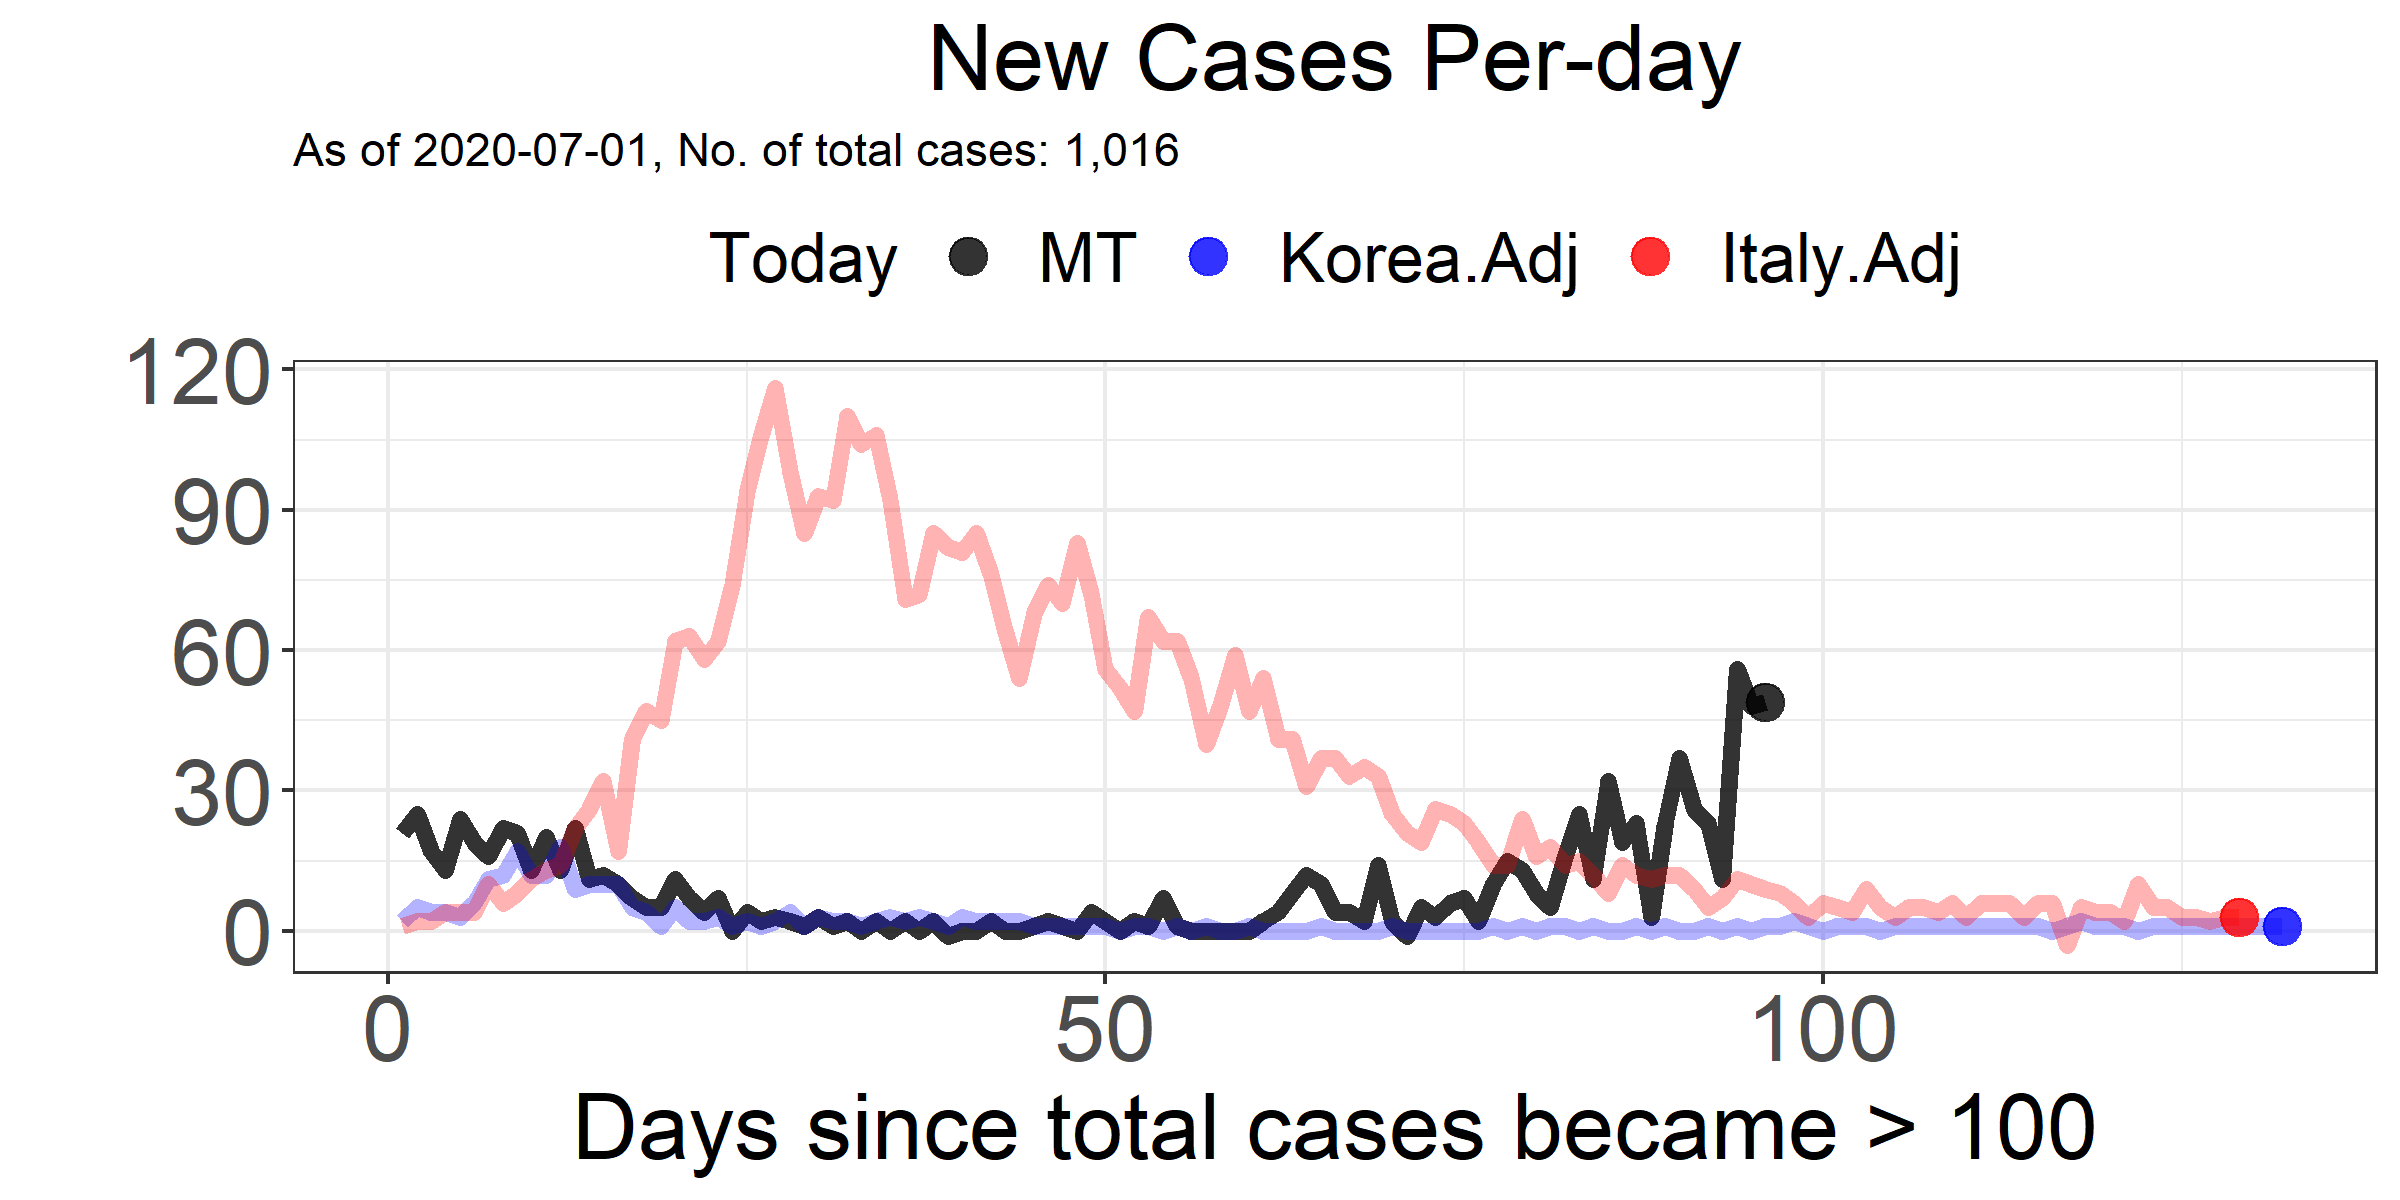 New Cases Per-day
As of 2020-07-01, No. of total cases: 1,016
Today MT Korea.Adj Italy.Adj
120
90
60
30
0
0 50 100
Days since total cases became > 100